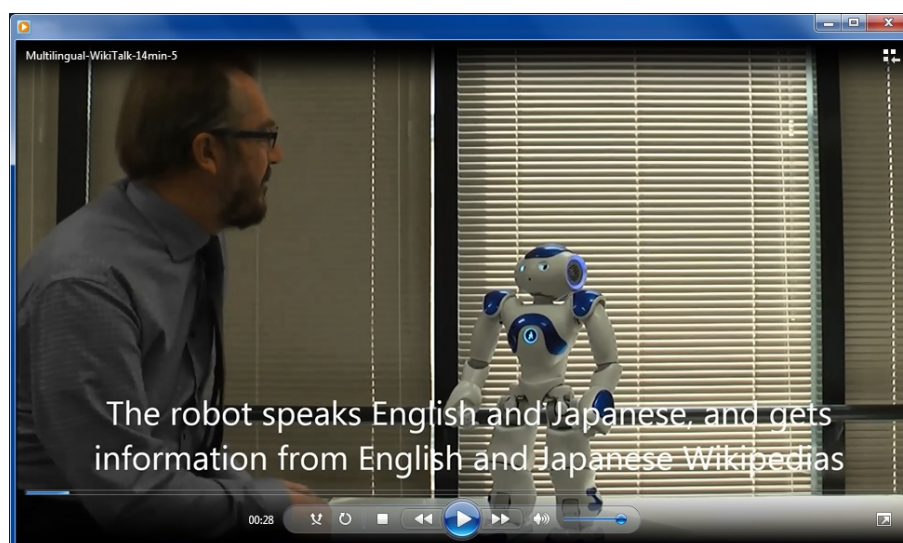 Multilingual-WikiTalk-14min-5
The robot speaks English and Japanese, and gets
information from English and Japanese Wikipedias
00:28